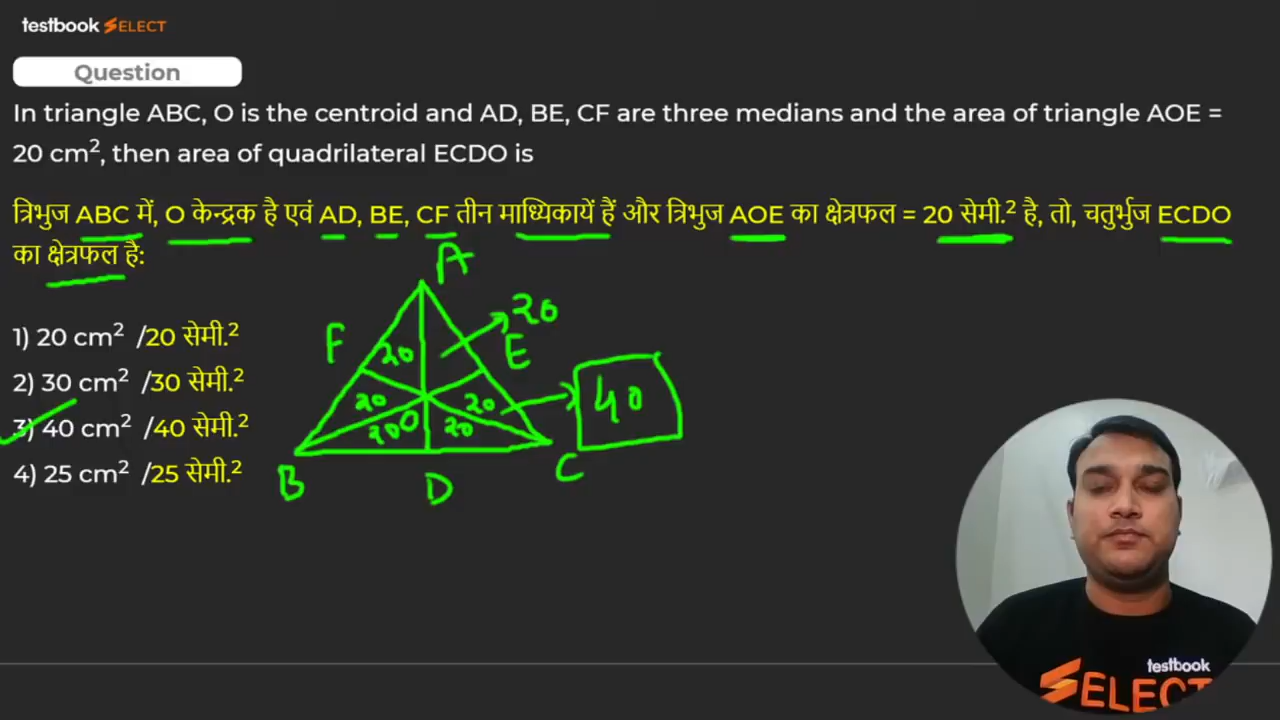 testbook SELECT
Question
In triangle ABC, O is the centroid and AD, BE, CF are three medians and the area of triangle AOE =
20 cm², then area of quadrilateral ECDO is
त्रिभुज ABC में, O केन्द्रक है एवं AD, BE, CF तीन माध्यिकायें हैं और त्रिभुज AOE का क्षेत्रफल = 20 सेमी.² है, तो, चतुर्भुज ECDO
का क्षेत्रफल है:
A
1) 20 cm² /20 सेमी.²
F
20
20
E
2) 30 cm² /30 सेमी.²
20
20
40
3) 40 cm² /40 सेमी.²
20
O
20
4) 25 cm² /25 सेमी.²
B
D
C
testbook
SELECT